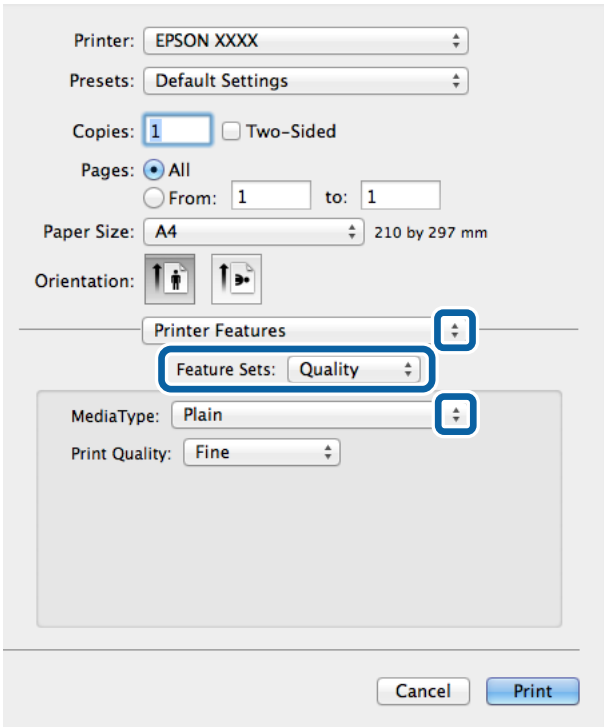 Printer: EPSON XXXX
Presets: Default Settings
Copies: 1 Two-Sided
Pages: All
From: 1 to: 1
Paper Size: A4 210 by 297 mm
Orientation:
Printer Features
Feature Sets: Quality
MediaType: Plain
Print Quality: Fine
Cancel Print